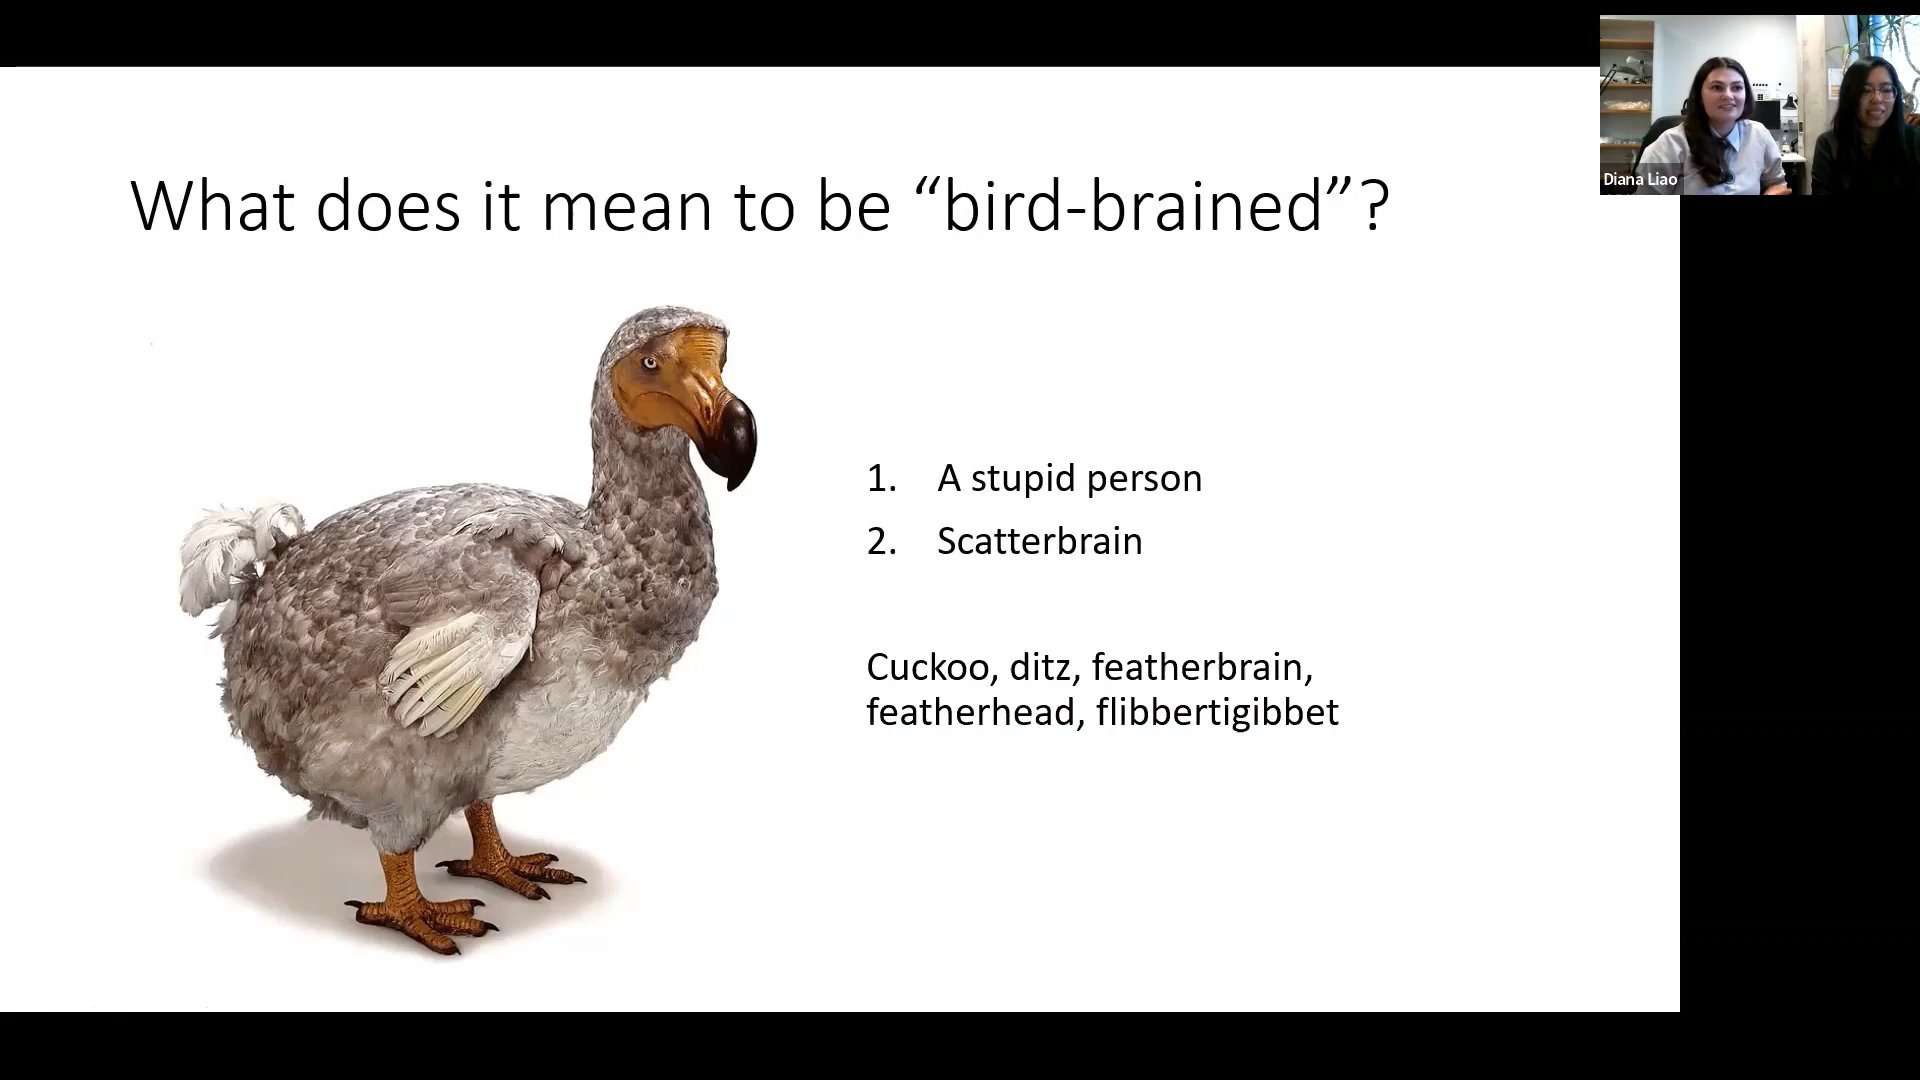 Diana Liao
What does it mean to be “bird-brained”?
1. A stupid person
2. Scatterbrain
Cuckoo, ditz, featherbrain,
featherhead, flibbertigibbet